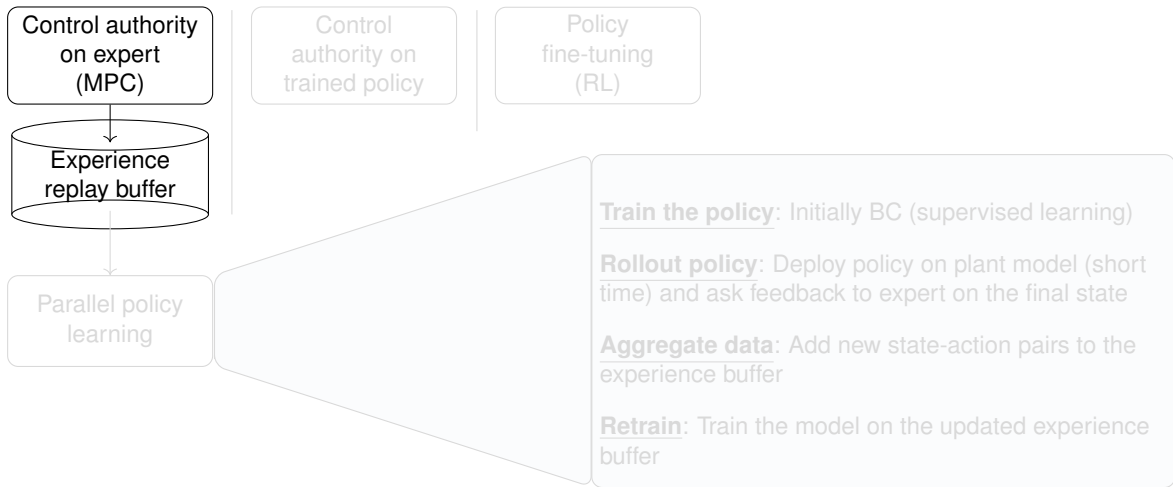 Control authority
on expert
(MPC)
Control
authority on
trained policy
Policy
fine-tuning
(RL)
Experience
replay buffer
Parallel policy
learning
Train the policy: Initially BC (supervised learning)
Rollout policy: Deploy policy on plant model (short
time) and ask feedback to expert on the final state
Aggregate data: Add new state-action pairs to the
experience buffer
Retrain: Train the model on the updated experience
buffer